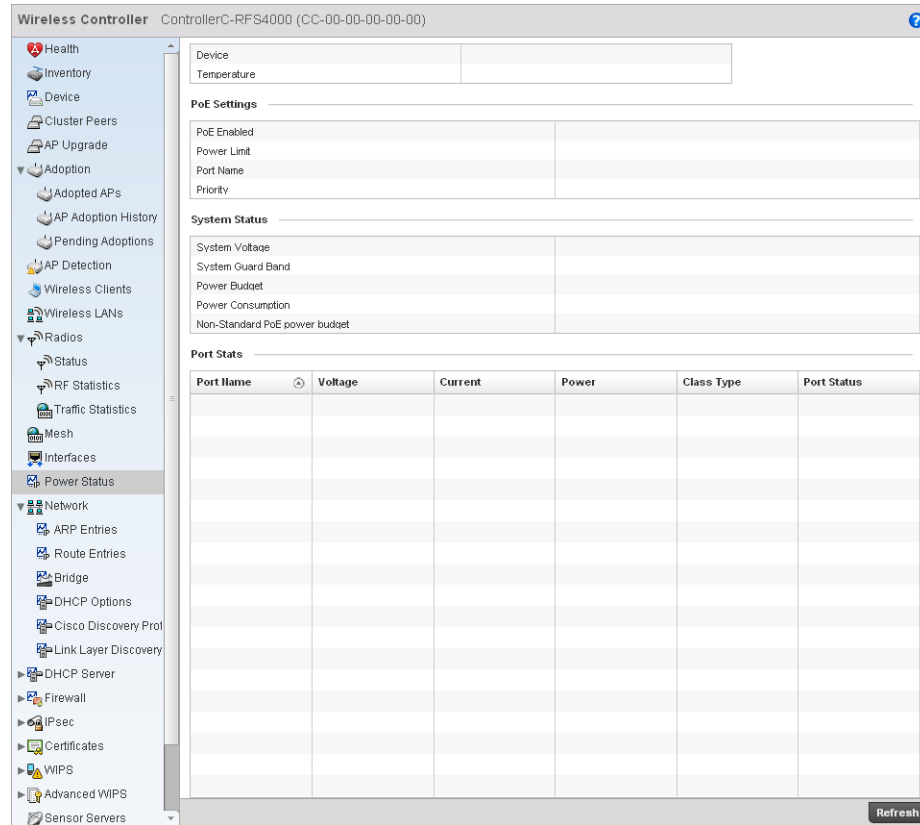 Wireless Controller ControllerC-RFS4000 (CC-00-00-00-00-00)
?
Health
Inventory
Device
Cluster Peers
AP Upgrade
Adoption
Adopted APs
AP Adoption History
Pending Adoptions
AP Detection
Wireless Clients
Wireless LANs
Radios
Status
RF Statistics
Traffic Statistics
Mesh
Interfaces
Power Status
Network
ARP Entries
Route Entries
Bridge
DHCP Options
Cisco Discovery Prot
Link Layer Discovery
DHCP Server
Firewall
IPsec
Certificates
WIPS
Advanced WIPS
Sensor Servers
Device
Temperature
PoE Settings
PoE Enabled
Power Limit
Port Name
Priority
System Status
System Voltage
System Guard Band
Power Budget
Power Consumption
Non-Standard PoE power budget
Port Stats
Port Name Voltage Current Power Class Type Port Status
Refresh